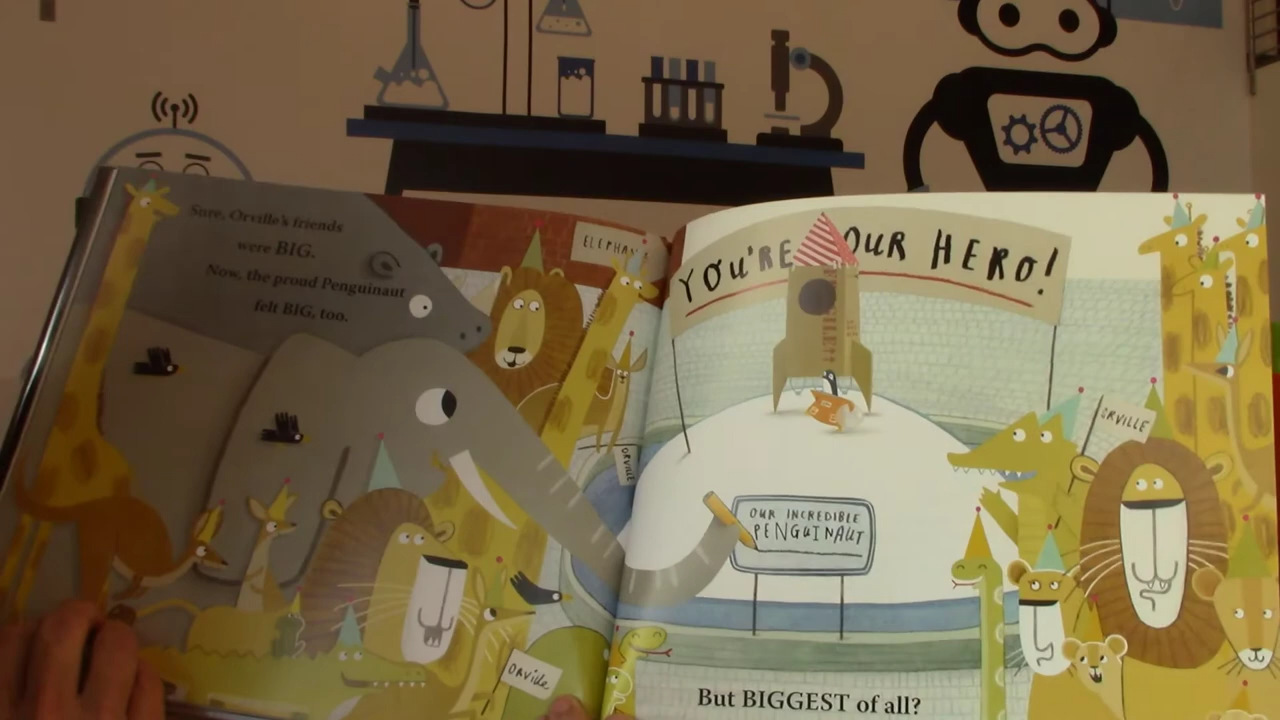 Sure, Orville's friends
were BIG.
Now, the proud Penguinaut
felt BIG, too.
ELEPHAN
ORVILLE
ORVILLE
YOU'RE OUR HERO!
ORVILLE
OUR INCREDIBLE
PENGUINAUT
But BIGGEST of all?